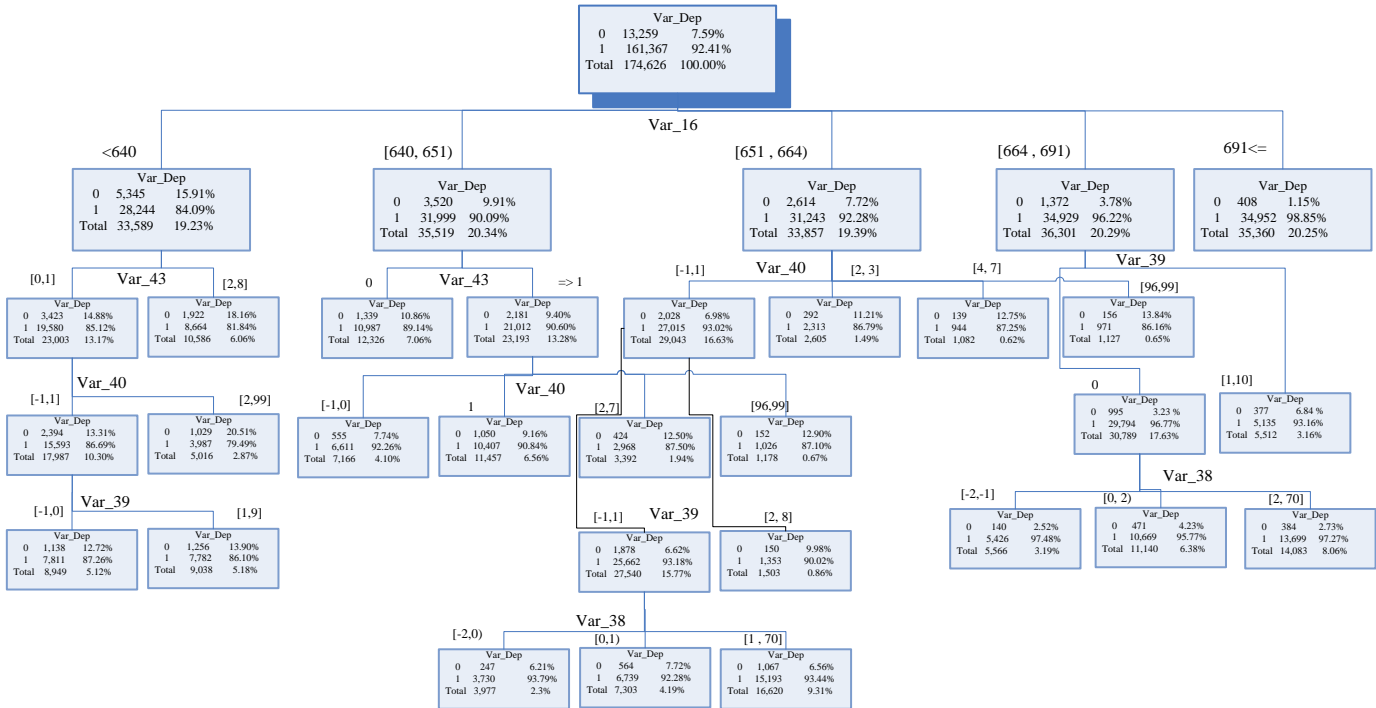 Var_Dep
0 13,259 7.59%
1 161,367 92.41%
Total 174,626 100.00%
Var_16
<640
[640, 651)
[651 , 664)
[664 , 691)
691<=
Var_Dep
0 5,345 15.91%
1 28,244 84.09%
Total 33,589 19.23%
Var_Dep
0 3,520 9.91%
1 31,999 90.09%
Total 35,519 20.34%
Var_Dep
0 2,614 7.72%
1 31,243 92.28%
Total 33,857 19.39%
Var_Dep
0 1,372 3.78%
1 34,929 96.22%
Total 36,301 20.29%
Var_Dep
0 408 1.15%
1 34,952 98.85%
Total 35,360 20.25%
[0,1]
Var_43
[2,8]
0
Var_43
=> 1
[-1,1]
Var_40
[2, 3]
[4, 7]
Var_39
[96,99]
Var_Dep
0 3,423 14.88%
1 19,580 85.12%
Total 23,003 13.17%
Var_Dep
0 1,922 18.16%
1 8,664 81.84%
Total 10,586 6.06%
Var_Dep
0 1,339 10.86%
1 10,987 89.14%
Total 12,326 7.06%
Var_Dep
0 2,181 9.40%
1 21,012 90.60%
Total 23,193 13.28%
Var_Dep
0 2,028 6.98%
1 27,015 93.02%
Total 29,043 16.63%
Var_Dep
0 292 11.21%
1 2,313 86.79%
Total 2,605 1.49%
Var_Dep
0 139 12.75%
1 944 87.25%
Total 1,082 0.62%
Var_Dep
0 156 13.84%
1 971 86.16%
Total 1,127 0.65%
Var_40
[-1,1]
[2,99]
[-1,0]
Var_40
1
[2,7]
[96,99]
0
[1,10]
Var_Dep
0 2,394 13.31%
1 15,593 86.69%
Total 17,987 10.30%
Var_Dep
0 1,029 20.51%
1 3,987 79.49%
Total 5,016 2.87%
Var_Dep
0 555 7.74%
1 6,611 92.26%
Total 7,166 4.10%
Var_Dep
0 1,050 9.16%
1 10,407 90.84%
Total 11,457 6.56%
Var_Dep
0 424 12.50%
1 2,968 87.50%
Total 3,392 1.94%
Var_Dep
0 152 12.90%
1 1,026 87.10%
Total 1,178 0.67%
Var_Dep
0 995 3.23 %
1 29,794 96.77%
Total 30,789 17.63%
Var_Dep
0 377 6.84 %
1 5,135 93.16%
Total 5,512 3.16%
[-1,0]
Var_39
[1,9]
[-1,1]
Var_39
[2, 8]
[-2,-1]
[0, 2)
Var_38
[2, 70]
Var_Dep
0 1,138 12.72%
1 7,811 87.26%
Total 8,949 5.12%
Var_Dep
0 1,256 13.90%
1 7,782 86.10%
Total 9,038 5.18%
Var_Dep
0 1,878 6.62%
1 25,662 93.18%
Total 27,540 15.77%
Var_Dep
0 150 9.98%
1 1,353 90.02%
Total 1,503 0.86%
Var_Dep
0 140 2.52%
1 5,426 97.48%
Total 5,566 3.19%
Var_Dep
0 471 4.23%
1 10,669 95.77%
Total 11,140 6.38%
Var_Dep
0 384 2.73%
1 13,699 97.27%
Total 14,083 8.06%
Var_38
[-2,0)
[0,1)
[1 , 70]
Var_Dep
0 247 6.21%
1 3,730 93.79%
Total 3,977 2.3%
Var_Dep
0 564 7.72%
1 6,739 92.28%
Total 7,303 4.19%
Var_Dep
0 1,067 6.56%
1 15,193 93.44%
Total 16,620 9.31%